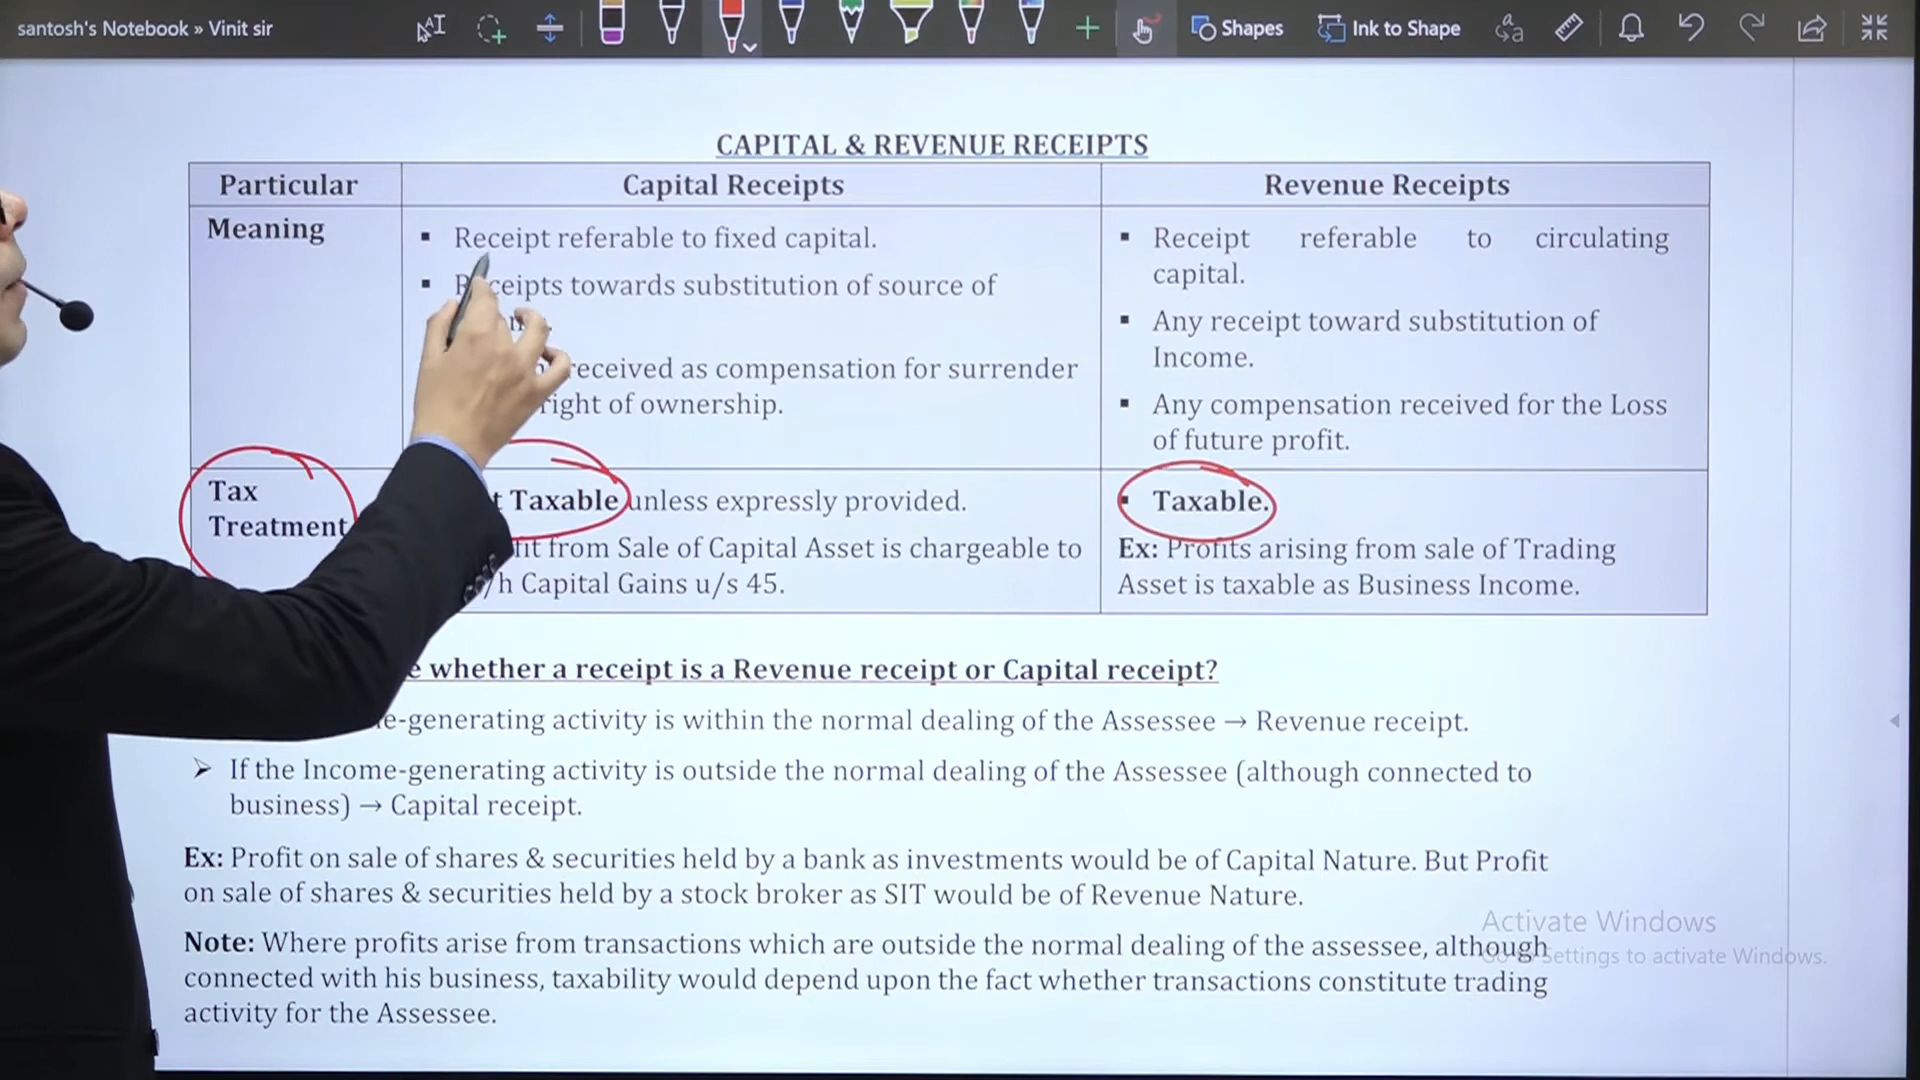 santosh's Notebook » Vinit sir
Shapes
Ink to Shape
CAPITAL & REVENUE RECEIPTS
Particular
Capital Receipts
Revenue Receipts
Meaning
▪ Receipt referable to fixed capital.
▪ Receipts towards substitution of source of
received as compensation for surrender
right of ownership.
▪ Receipt referable to circulating
capital.
▪ Any receipt toward substitution of
Income.
▪ Any compensation received for the Loss
of future profit.
Tax
Treatment
Taxable unless expressly provided.
from Sale of Capital Asset is chargeable to
Capital Gains u/s 45.
▪ Taxable.
Ex: Profits arising from sale of Trading
Asset is taxable as Business Income.
whether a receipt is a Revenue receipt or Capital receipt?
e-generating activity is within the normal dealing of the Assessee → Revenue receipt.
➢ If the Income-generating activity is outside the normal dealing of the Assessee (although connected to
business) → Capital receipt.
Ex: Profit on sale of shares & securities held by a bank as investments would be of Capital Nature. But Profit
on sale of shares & securities held by a stock broker as SIT would be of Revenue Nature.
Note: Where profits arise from transactions which are outside the normal dealing of the assessee, although
connected with his business, taxability would depend upon the fact whether transactions constitute trading
activity for the Assessee.
Activate Windows
Settings to activate Windows.